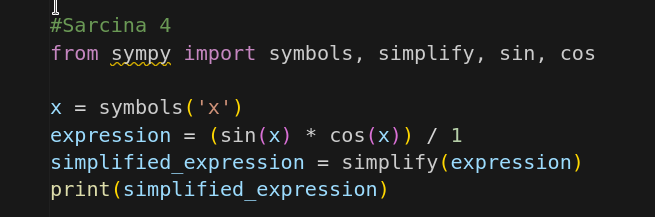 #Sarcina 4
from sympy import symbols, simplify, sin, cos
x = symbols('x')
expression = (sin(x) * cos(x)) / 1
simplified_expression = simplify(expression)
print(simplified_expression)